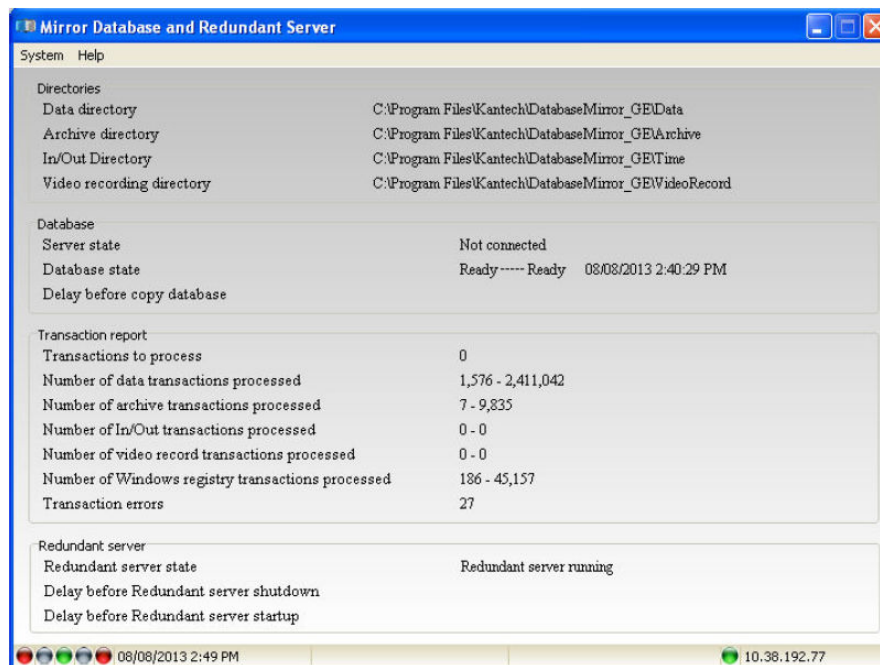 Mirror Database and Redundant Server
System Help
Directories
Data directory C:\Program Files\Kantech\DatabaseMirror_GE\Data
Archive directory C:\Program Files\Kantech\DatabaseMirror_GE\Archive
In/Out Directory C:\Program Files\Kantech\DatabaseMirror_GE\Time
Video recording directory C:\Program Files\Kantech\DatabaseMirror_GE\VideoRecord
Database
Server state Not connected
Database state Ready ----- Ready 08/08/2013 2:40:29 PM
Delay before copy database
Transaction report
Transactions to process 0
Number of data transactions processed 1,576 - 2,411,042
Number of archive transactions processed 7 - 9,835
Number of In/Out transactions processed 0 - 0
Number of video record transactions processed 0 - 0
Number of Windows registry transactions processed 186 - 45,157
Transaction errors 27
Redundant server
Redundant server state Redundant server running
Delay before Redundant server shutdown
Delay before Redundant server startup
08/08/2013 2:49 PM 10.38.192.77